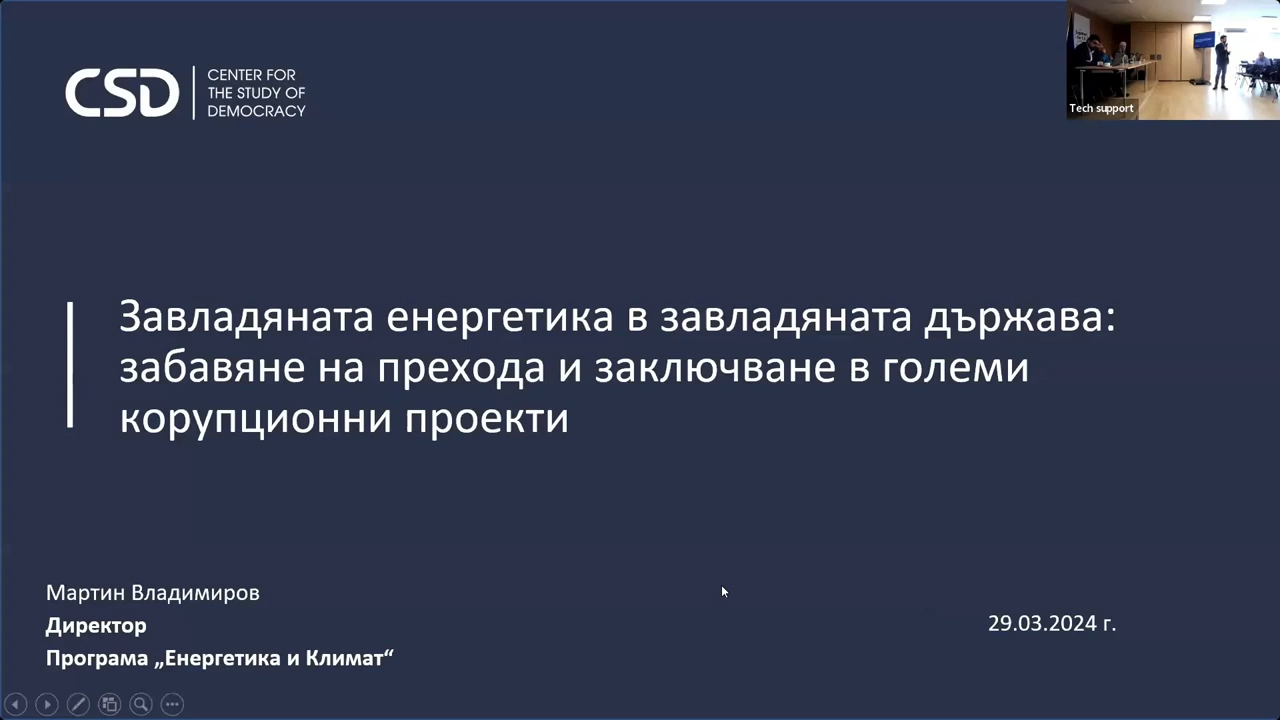 CSD
CENTER FOR
THE STUDY OF
DEMOCRACY
Tech support
Завладяната енергетика в завладяната държава:
забавяне на прехода и заключване в големи
корупционни проекти
Мартин Владимиров
Директор
Програма „Енергетика и Климат“
29.03.2024 г.